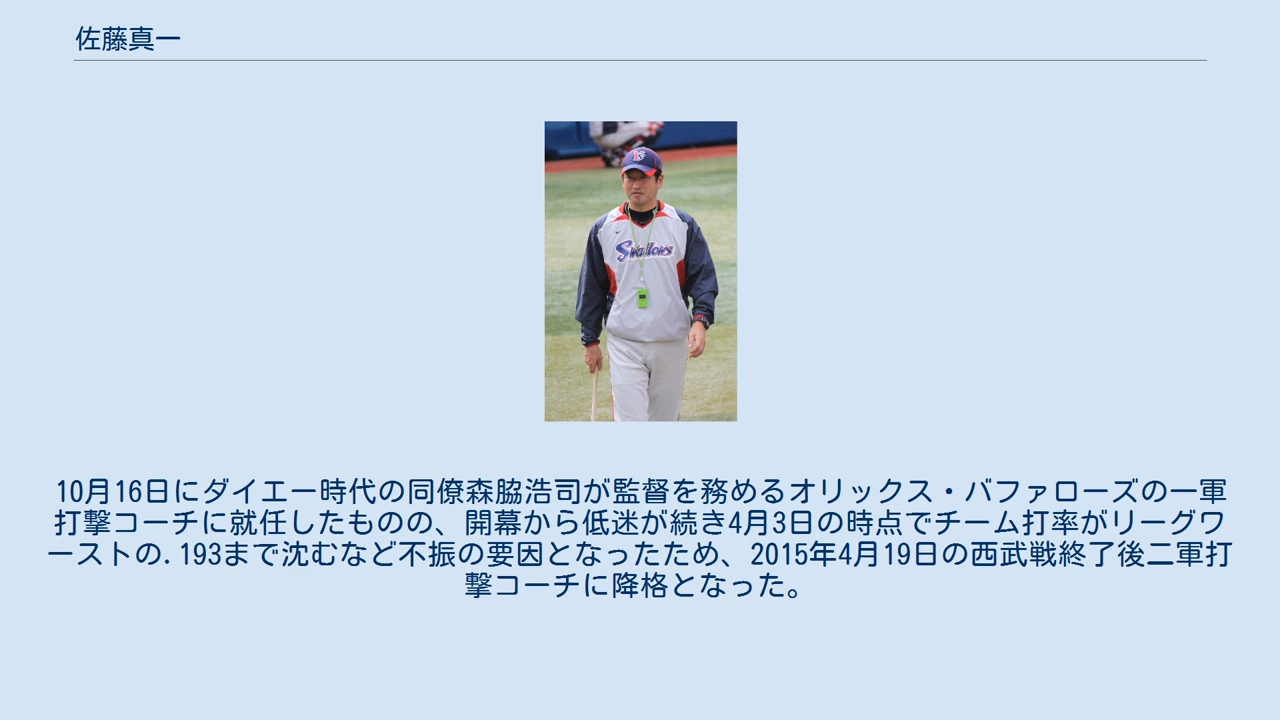 佐藤真一
YS
Swallows
10月16日にダイエー時代の同僚森脇浩司が監督を務めるオリックス・バファローズの一軍
打撃コーチに就任したものの、開幕から低迷が続き4月3日の時点でチーム打率がリーグワ
ーストの.193まで沈むなど不振の要因となったため、2015年4月19日の西武戦終了後二軍打
撃コーチに降格となった。